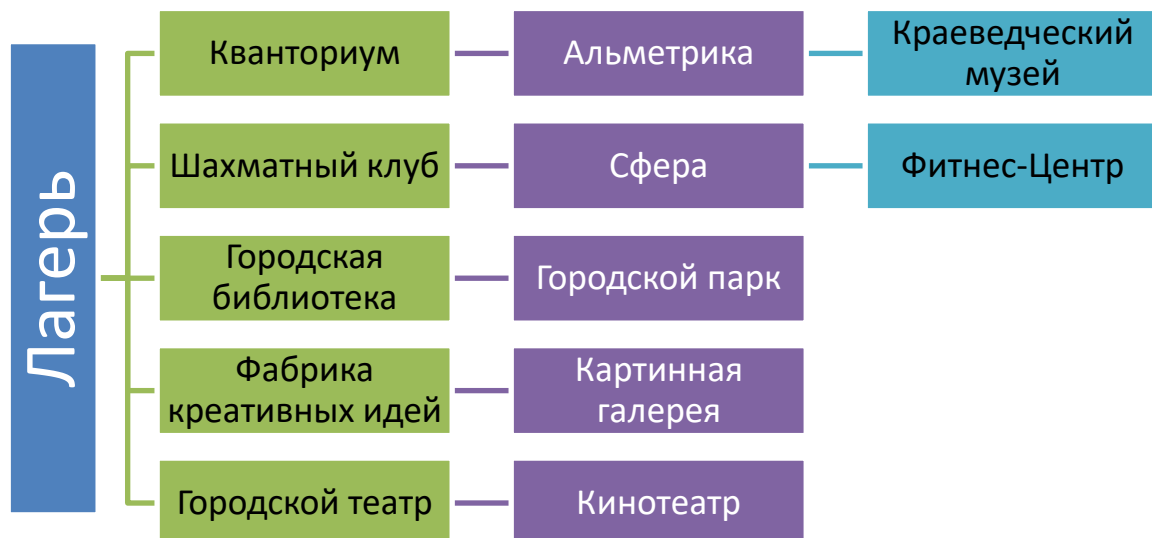 Лагерь
Кванториум
Альметрика
Краеведческий
музей
Шахматный клуб
Сфера
Фитнес-Центр
Городская
библиотека
Городской парк
Фабрика
креативных идей
Картинная
галерея
Городской театр
Кинотеатр